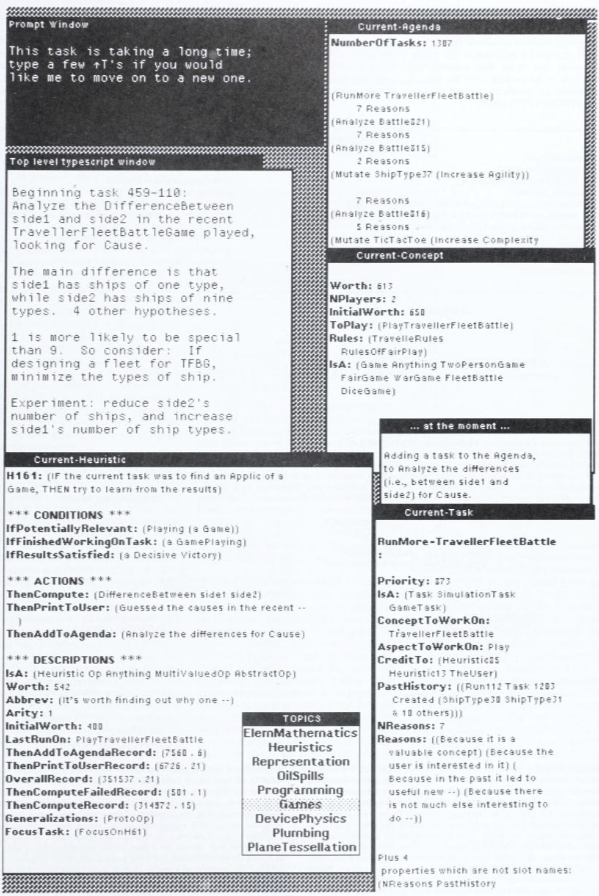 Prompt Window
This task is taking a long time;
type a few ↑T's if you would
like me to move on to a new one.
Current-Agenda
NumberOfTasks: 1307
(RunMore TravellerFleetBattle)
7 Reasons
(Analyze Battle821)
7 Reasons
(Analyze Battle815)
2 Reasons
(Mutate ShipType37 (Increase Agility))
7 Reasons
(Analyze Battle816)
5 Reasons
(Mutate TicTacToe (Increase Complexity
Top level typescript window
Beginning task 459-110:
Analyze the DifferenceBetween
side1 and side2 in the recent
TravellerFleetBattleGame played,
looking for Cause.
The main difference is that
side1 has ships of one type,
while side2 has ships of nine
types. 4 other hypotheses.
1 is more likely to be special
than 9. So consider: If
designing a fleet for TFBG,
minimize the types of ship.
Experiment: reduce side2's
number of ships, and increase
side1's number of ship types.
Current-Concept
Worth: 613
NPlayers: 2
InitialWorth: 650
ToPlay: (PlayTravellerFleetBattle)
Rules: (TravelleRules
RulesOfFairPlay)
IsA: (Game Anything TwoPersonGame
FairGame WarGame FleetBattle
DiceGame)
... at the moment ...
Adding a task to the Agenda,
to Analyze the differences
(i.e., between side1 and
side2) for Cause.
Current-Heuristic
H161: (IF the current task was to find an Applic of a
Game, THEN try to learn from the results)
*** CONDITIONS ***
IfPotentiallyRelevant: (Playing (a Game))
IfFinishedWorkingOnTask: (a GamePlaying)
IfResultsSatisfied: (a Decisive Victory)
*** ACTIONS ***
ThenCompute: (DifferenceBetween side1 side2)
ThenPrintToUser: (Guessed the causes in the recent --
)
ThenAddToAgenda: (Analyze the differences for Cause)
*** DESCRIPTIONS ***
IsA: (Heuristic Op Anything MultiValuedOp AbstractOp)
Worth: 542
Abbrev: (It's worth finding out why one --)
Arity: 1
InitialWorth: 400
LastRunOn: PlayTravellerFleetBattle
ThenAddToAgendaRecord: (7560 . 6)
ThenPrintToUserRecord: (6726 . 21)
OverallRecord: (351537 . 21)
ThenComputeFailedRecord: (501 . 1)
ThenComputeRecord: (314572 . 15)
Generalizations: (ProtoOp)
FocusTask: (FocusOnH61)
TOPICS
ElemMathematics
Heuristics
Representation
OilSpills
Programming
Games
DevicePhysics
Plumbing
PlaneTessellation
Current-Task
RunMore-TravellerFleetBattle
:
Priority: 873
IsA: (Task SimulationTask
GameTask)
ConceptToWorkOn:
TravellerFleetBattle
AspectToWorkOn: Play
CreditTo: (Heuristic85
Heuristic13 TheUser)
PastHistory: ((Run112 Task 1203
Created (ShipType30 ShipType31
& 10 others)))
NReasons: 7
Reasons: ((Because it is a
valuable concept) (Because the
user is interested in it) (
Because in the past it led to
useful new --) (Because there
is not much else interesting to
do --))
Plus 4
properties which are not slot names:
(NReasons PastHistory